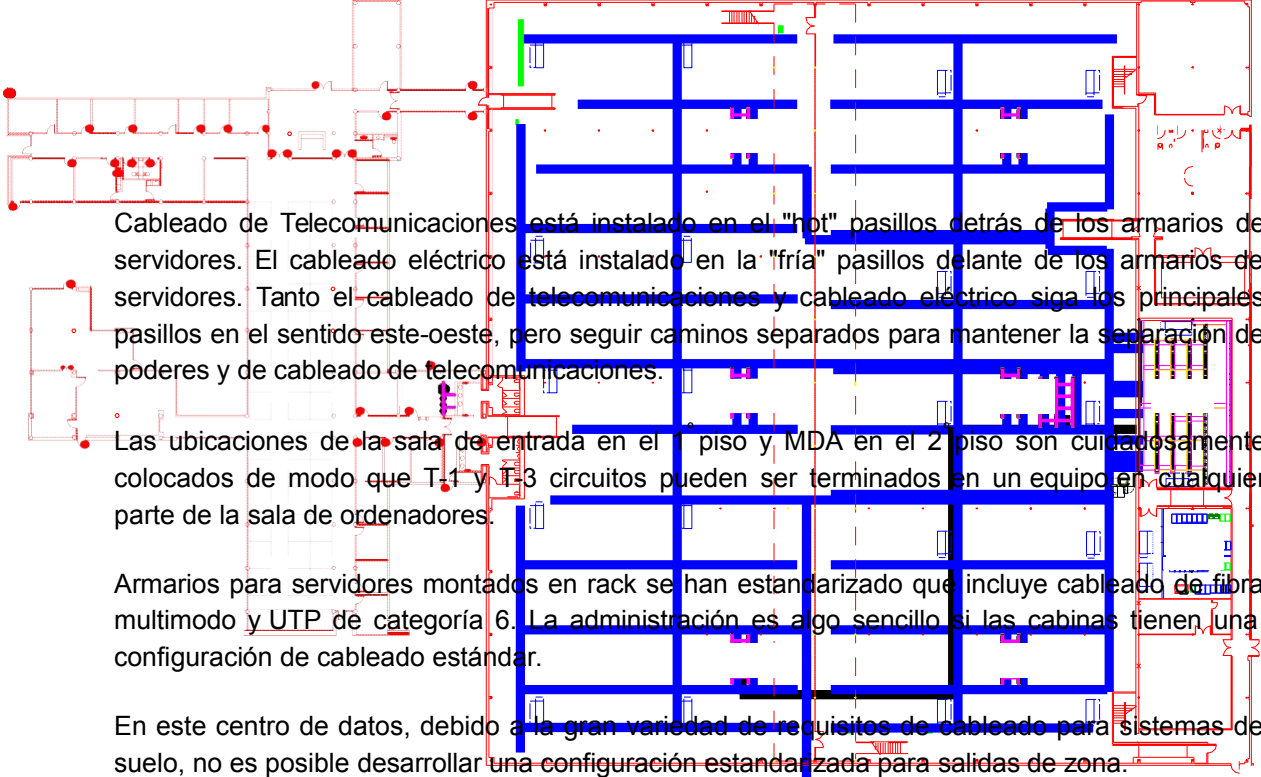 Cableado de Telecomunicaciones está instalado en el "hot" pasillos detrás de los armarios de
servidores. El cableado eléctrico está instalado en la "fría" pasillos delante de los armarios de
servidores. Tanto el cableado de telecomunicaciones y cableado eléctrico siga los principales
pasillos en el sentido este-oeste, pero seguir caminos separados para mantener la separación de
poderes y de cableado de telecomunicaciones.
Las ubicaciones de la sala de entrada en el 1° piso y MDA en el 2° piso son cuidadosamente
colocados de modo que T-1 y T-3 circuitos pueden ser terminados en un equipo en cualquier
parte de la sala de ordenadores.
Armarios para servidores montados en rack se han estandarizado que incluye cableado de fibra
multimodo y UTP de categoría 6. La administración es algo sencillo si las cabinas tienen una
configuración de cableado estándar.
En este centro de datos, debido a la gran variedad de requisitos de cableado para sistemas de
suelo, no es posible desarrollar una configuración estandarizada para salidas de zona.